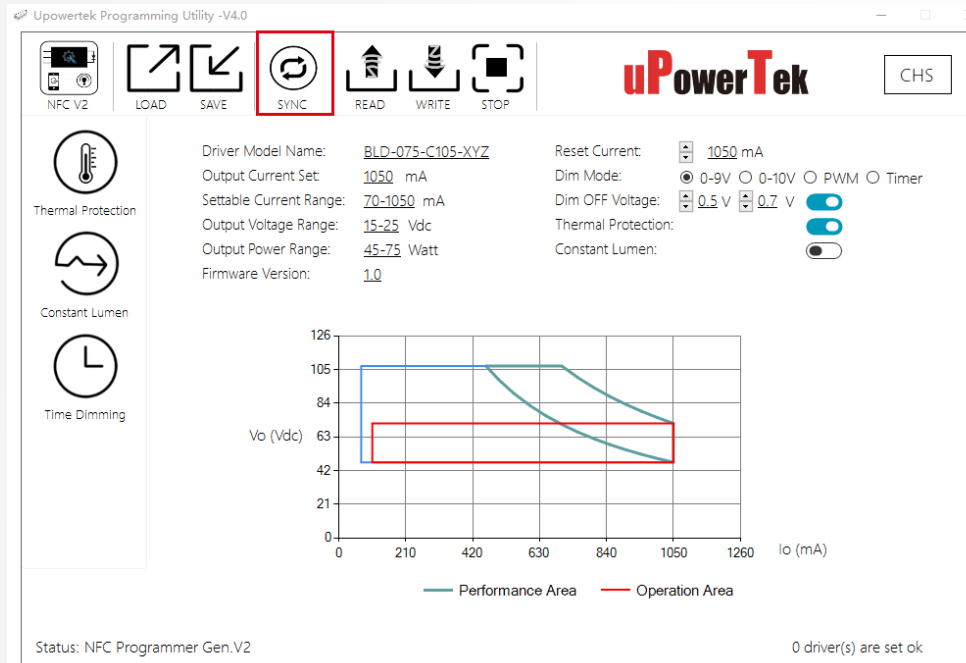 Upowertek Programming Utility -V4.0
NFC V2
LOAD
SAVE
SYNC
READ
WRITE
STOP
uPowerTek
CHS
Thermal Protection
Constant Lumen
Time Dimming
Driver Model Name: BLD-075-C105-XYZ
Output Current Set: 1050 mA
Settable Current Range: 70-1050 mA
Output Voltage Range: 15-25 Vdc
Output Power Range: 45-75 Watt
Firmware Version: 1.0
Reset Current: 1050 mA
Dim Mode: 0-9V 0-10V PWM Timer
Dim OFF Voltage: 0.5 V 0.7 V
Thermal Protection:
Constant Lumen:
126
105
84
63
42
21
0
Vo (Vdc)
0 210 420 630 840 1050 1260
Io (mA)
Performance Area Operation Area
Status: NFC Programmer Gen.V2
0 driver(s) are set ok